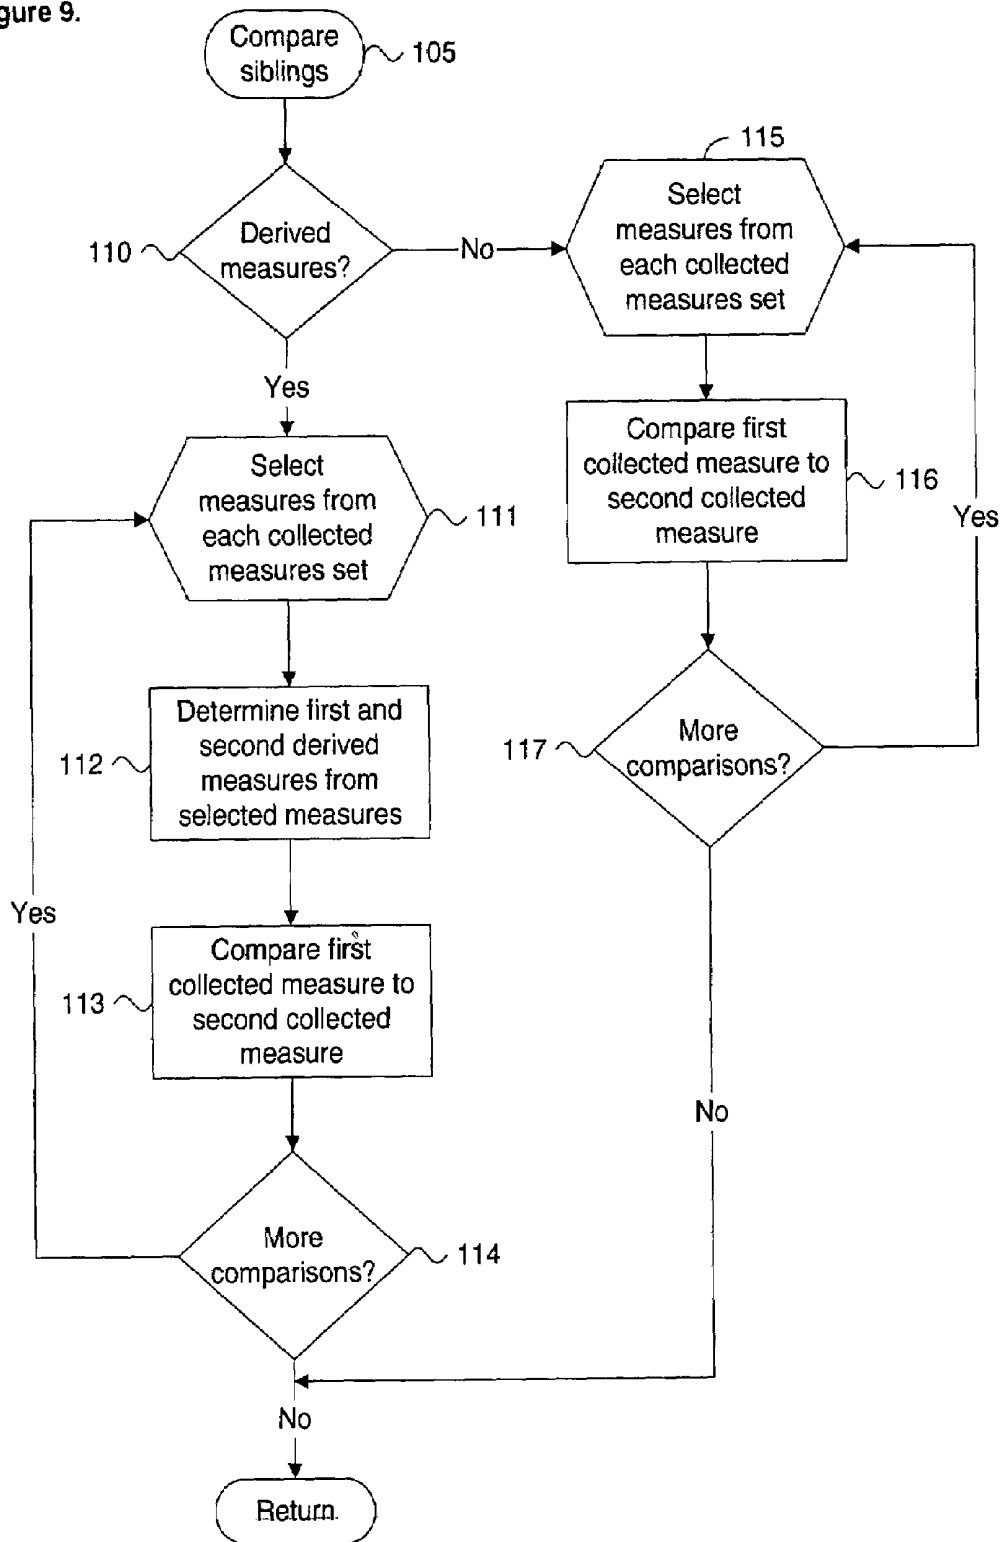 gure 9.
Compare
siblings
105
115
Select
measures from
each collected
measures set
Derived
measures?
110
No
Yes
Compare first
collected measure to
second collected
measure
116
Yes
Select
measures from
each collected
measures set
111
Determine first and
second derived
measures from
selected measures
112
More
comparisons?
117
Yes
Compare first
collected measure to
second collected
measure
113
No
More
comparisons?
114
No
Return